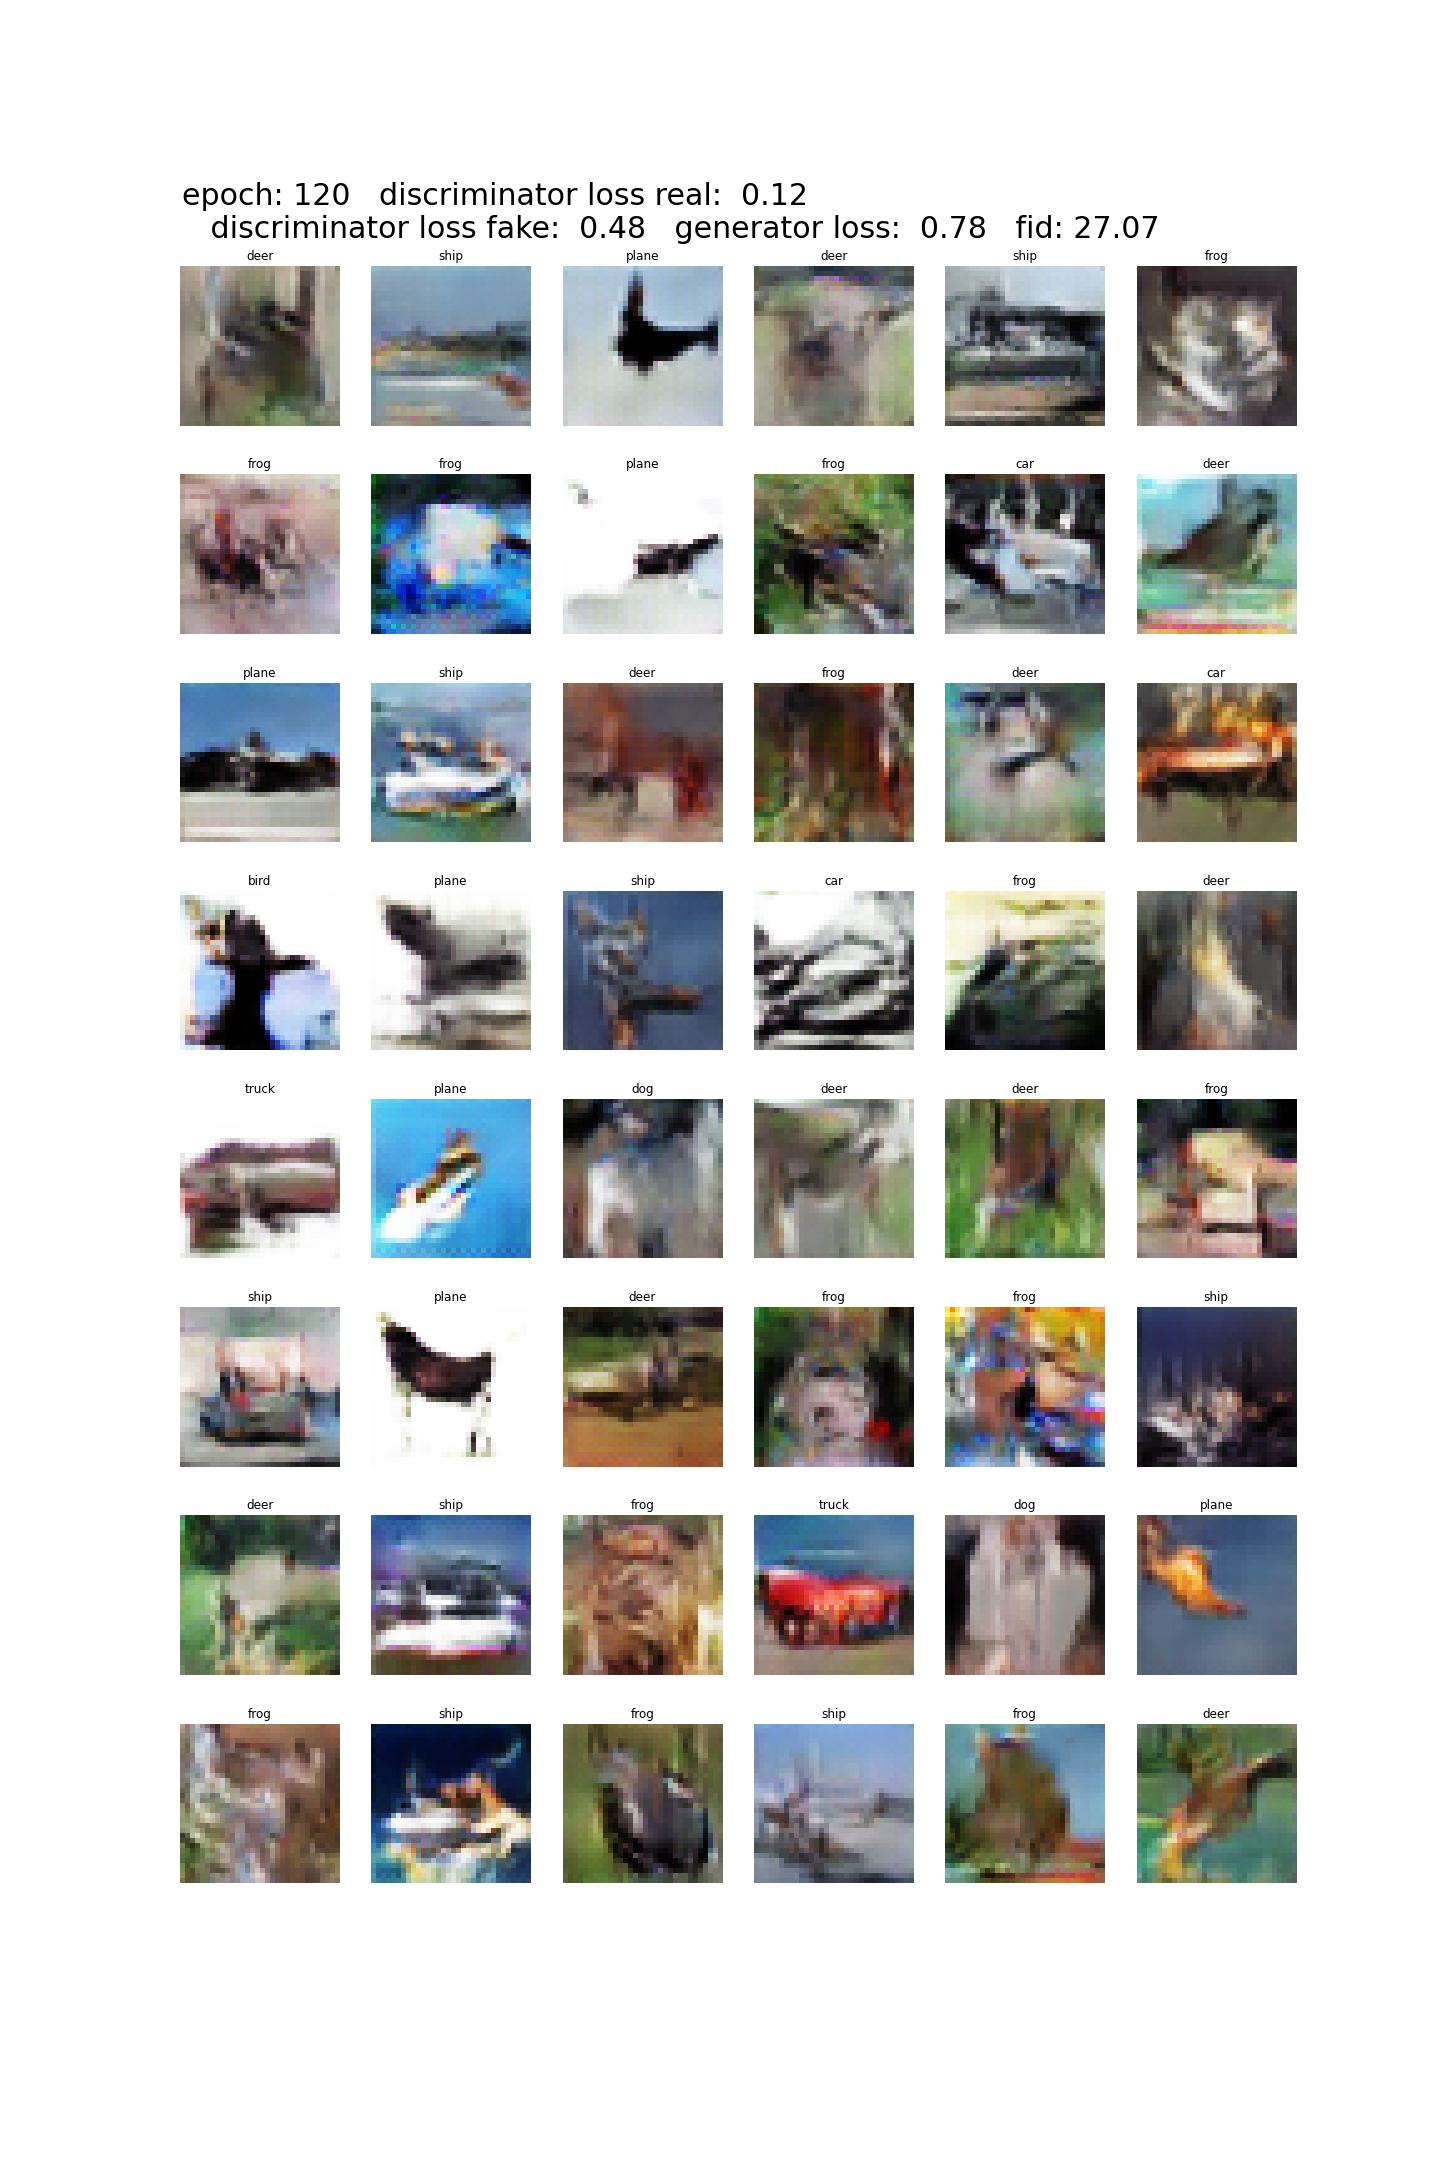 epoch: 120   discriminator loss real:  0.12
discriminator loss fake:  0.48   generator loss:  0.78   fid: 27.07
deer ship plane deer ship frog
frog frog plane frog car deer
plane ship deer frog deer car
bird plane ship car frog deer
truck plane dog deer deer frog
ship plane deer frog frog ship
deer ship frog truck dog plane
frog ship frog ship frog deer